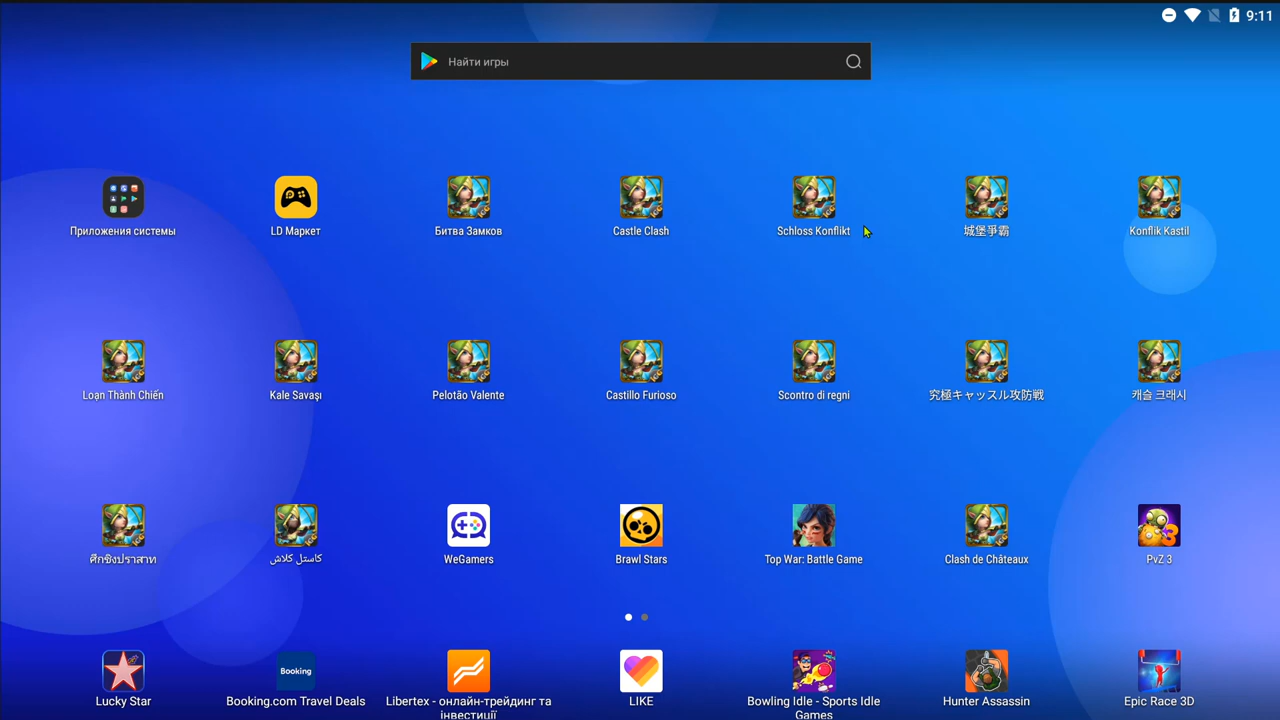 9:11
Найти игры
Приложения системы
LD Маркет
Битва Замков
Castle Clash
Schloss Konflikt
城堡爭霸
Konflik Kastil
Loạn Thành Chiến
Kale Savaşı
Pelotão Valente
Castillo Furioso
Scontro di regni
究極キャッスル攻防戦
캐슬 크래시
ศึกชิงปราสาท
كاستل كلاش
WeGamers
Brawl Stars
Top War: Battle Game
Clash de Châteaux
PvZ 3
Booking
Lucky Star
Booking.com Travel Deals
Libertex - онлайн-трейдинг та
інвестиції
LIKE
Bowling Idle - Sports Idle
Games
Hunter Assassin
Epic Race 3D